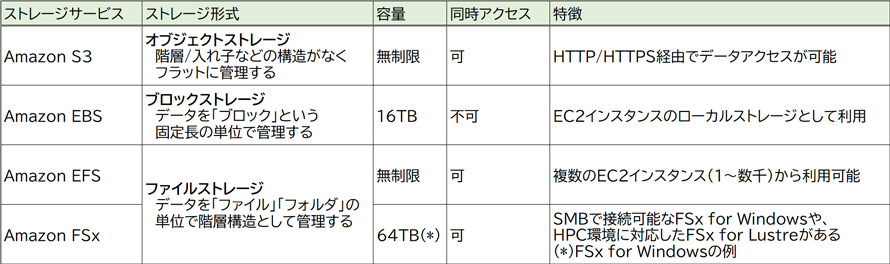 ストレージサービス ストレージ形式 容量 同時アクセス 特徴
Amazon S3 オブジェクトストレージ 無制限 可 HTTP/HTTPS経由でデータアクセスが可能
階層/入れ子などの構造がなく
フラットに管理する
Amazon EBS ブロックストレージ 16TB 不可 EC2インスタンスのローカルストレージとして利用
データを「ブロック」という
固定長の単位で管理する
Amazon EFS 無制限 可 複数のEC2インスタンス(1～数千)から利用可能
ファイルストレージ
データを「ファイル」「フォルダ」の
単位で階層構造として管理する
Amazon FSx 64TB(*) 可 SMBで接続可能なFSx for Windowsや、
HPC環境に対応したFSx for Lustreがある
(*)FSx for Windowsの例